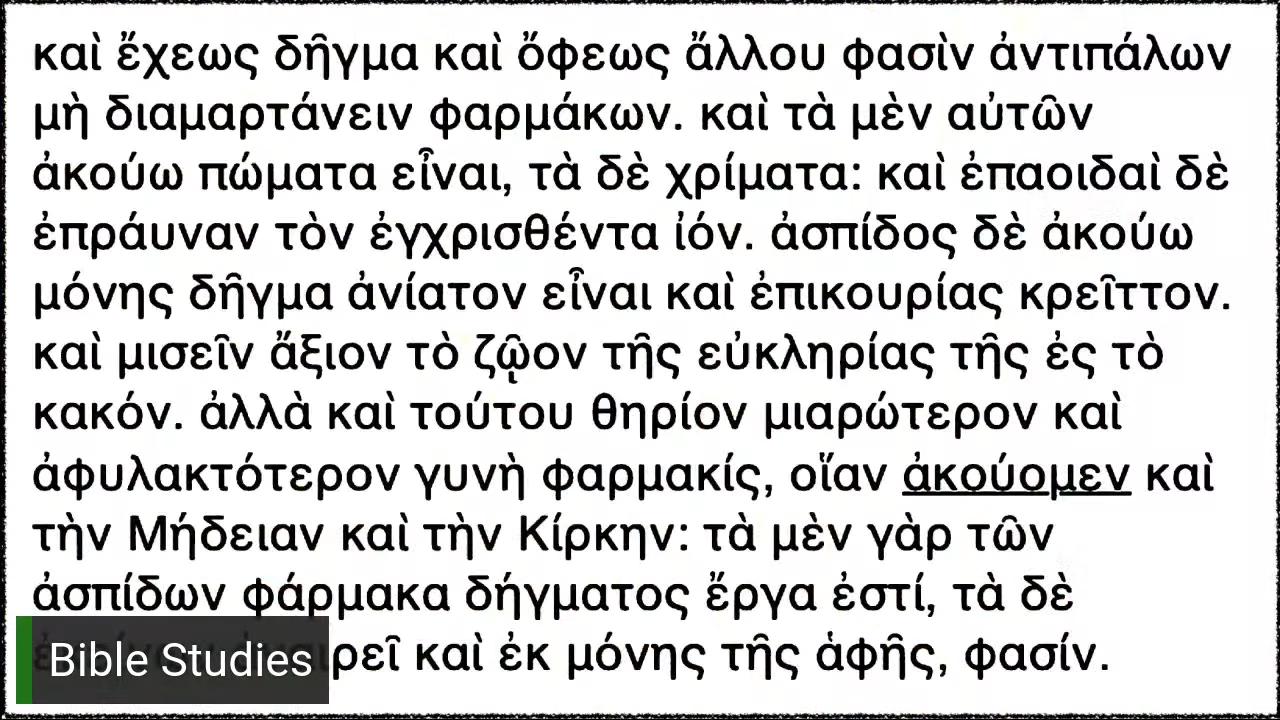 καὶ ἔχεως δῆγμα καὶ ὄφεως ἄλλου φασὶν ἀντιπάλων
μὴ διαμαρτάνειν φαρμάκων. καὶ τὰ μὲν αὐτῶν
ἀκούω πώματα εἶναι, τὰ δὲ χρίματα: καὶ ἐπαοιδαὶ δὲ
ἐπράυναν τὸν ἐγχρισθέντα ἰόν. ἀσπίδος δὲ ἀκούω
μόνης δῆγμα ἀνίατον εἶναι καὶ ἐπικουρίας κρεῖττον.
καὶ μισεῖν ἄξιον τὸ ζῷον τῆς εὐκληρίας τῆς ἐς τὸ
κακόν. ἀλλὰ καὶ τούτου θηρίον μιαρώτερον καὶ
ἀφυλακτότερον γυνὴ φαρμακίς, οἵαν ἀκούομεν καὶ
τὴν Μήδειαν καὶ τὴν Κίρκην: τὰ μὲν γὰρ τῶν
ἀσπίδων φάρμακα δήγματος ἔργα ἐστί, τὰ δὲ
καὶ ἐκ μόνης τῆς ἁφῆς, φασίν.
Bible Studies